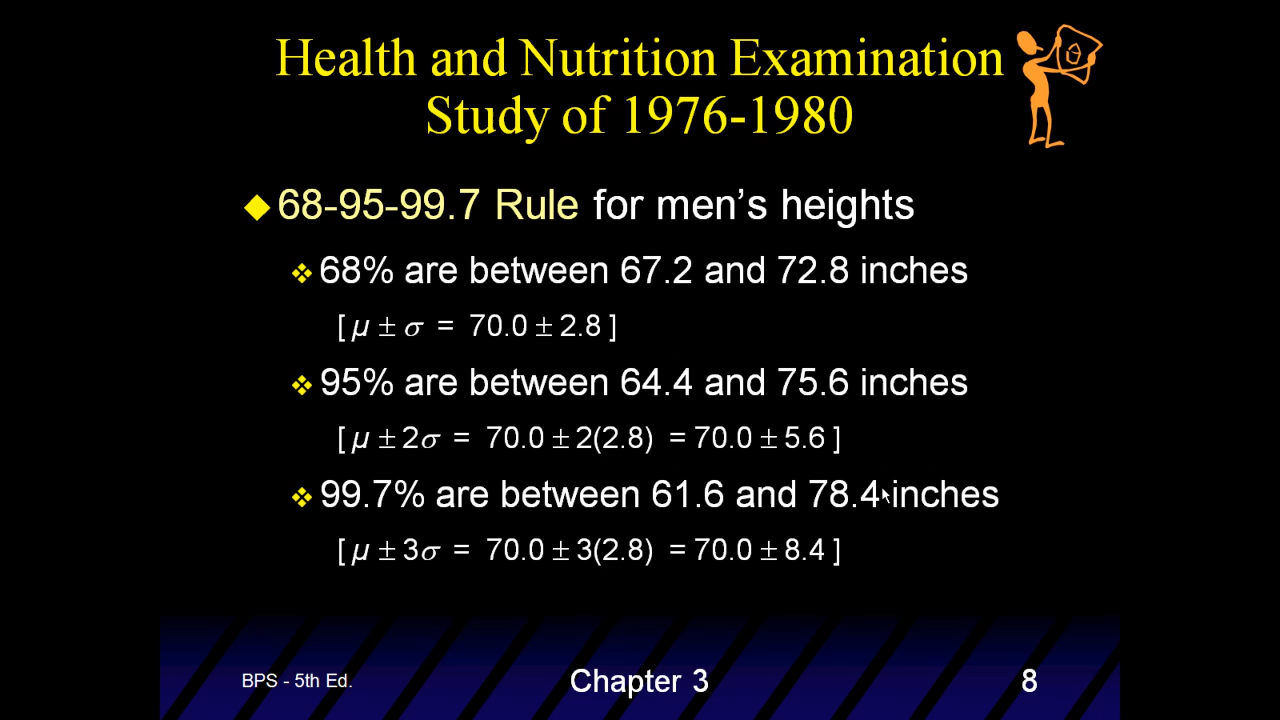 Health and Nutrition Examination
Study of 1976-1980
68-95-99.7 Rule for men’s heights
68% are between 67.2 and 72.8 inches
[ μ ± σ = 70.0 ± 2.8 ]
95% are between 64.4 and 75.6 inches
[ μ ± 2σ = 70.0 ± 2(2.8) = 70.0 ± 5.6 ]
99.7% are between 61.6 and 78.4 inches
[ μ ± 3σ = 70.0 ± 3(2.8) = 70.0 ± 8.4 ]
BPS - 5th Ed.
Chapter 3
8